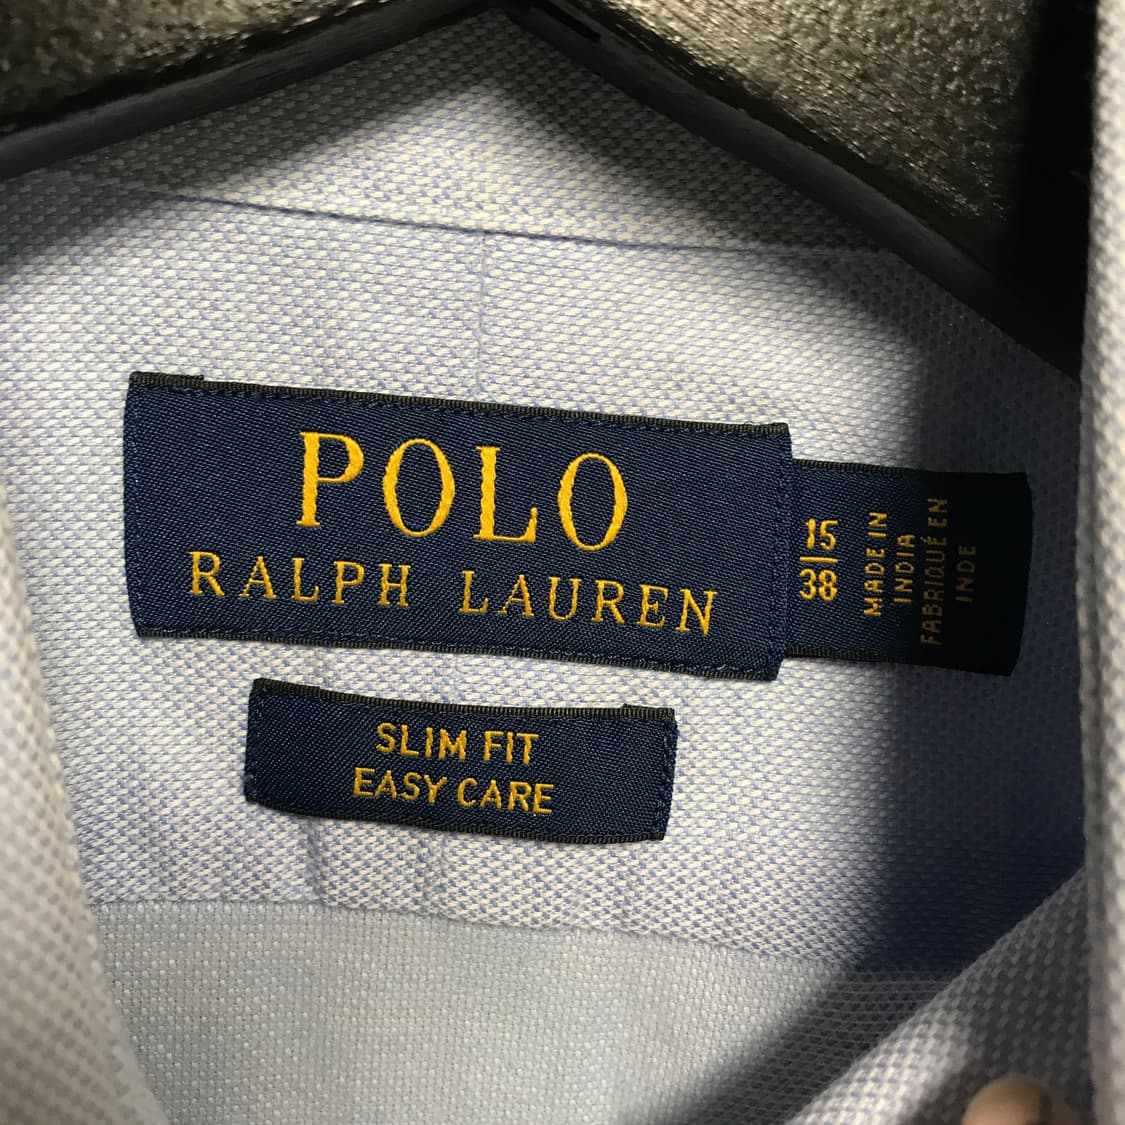 POLO
RALPH LAUREN
15
38
MADE IN
INDIA
FABRIQUÉ EN
INDE
SLIM FIT
EASY CARE